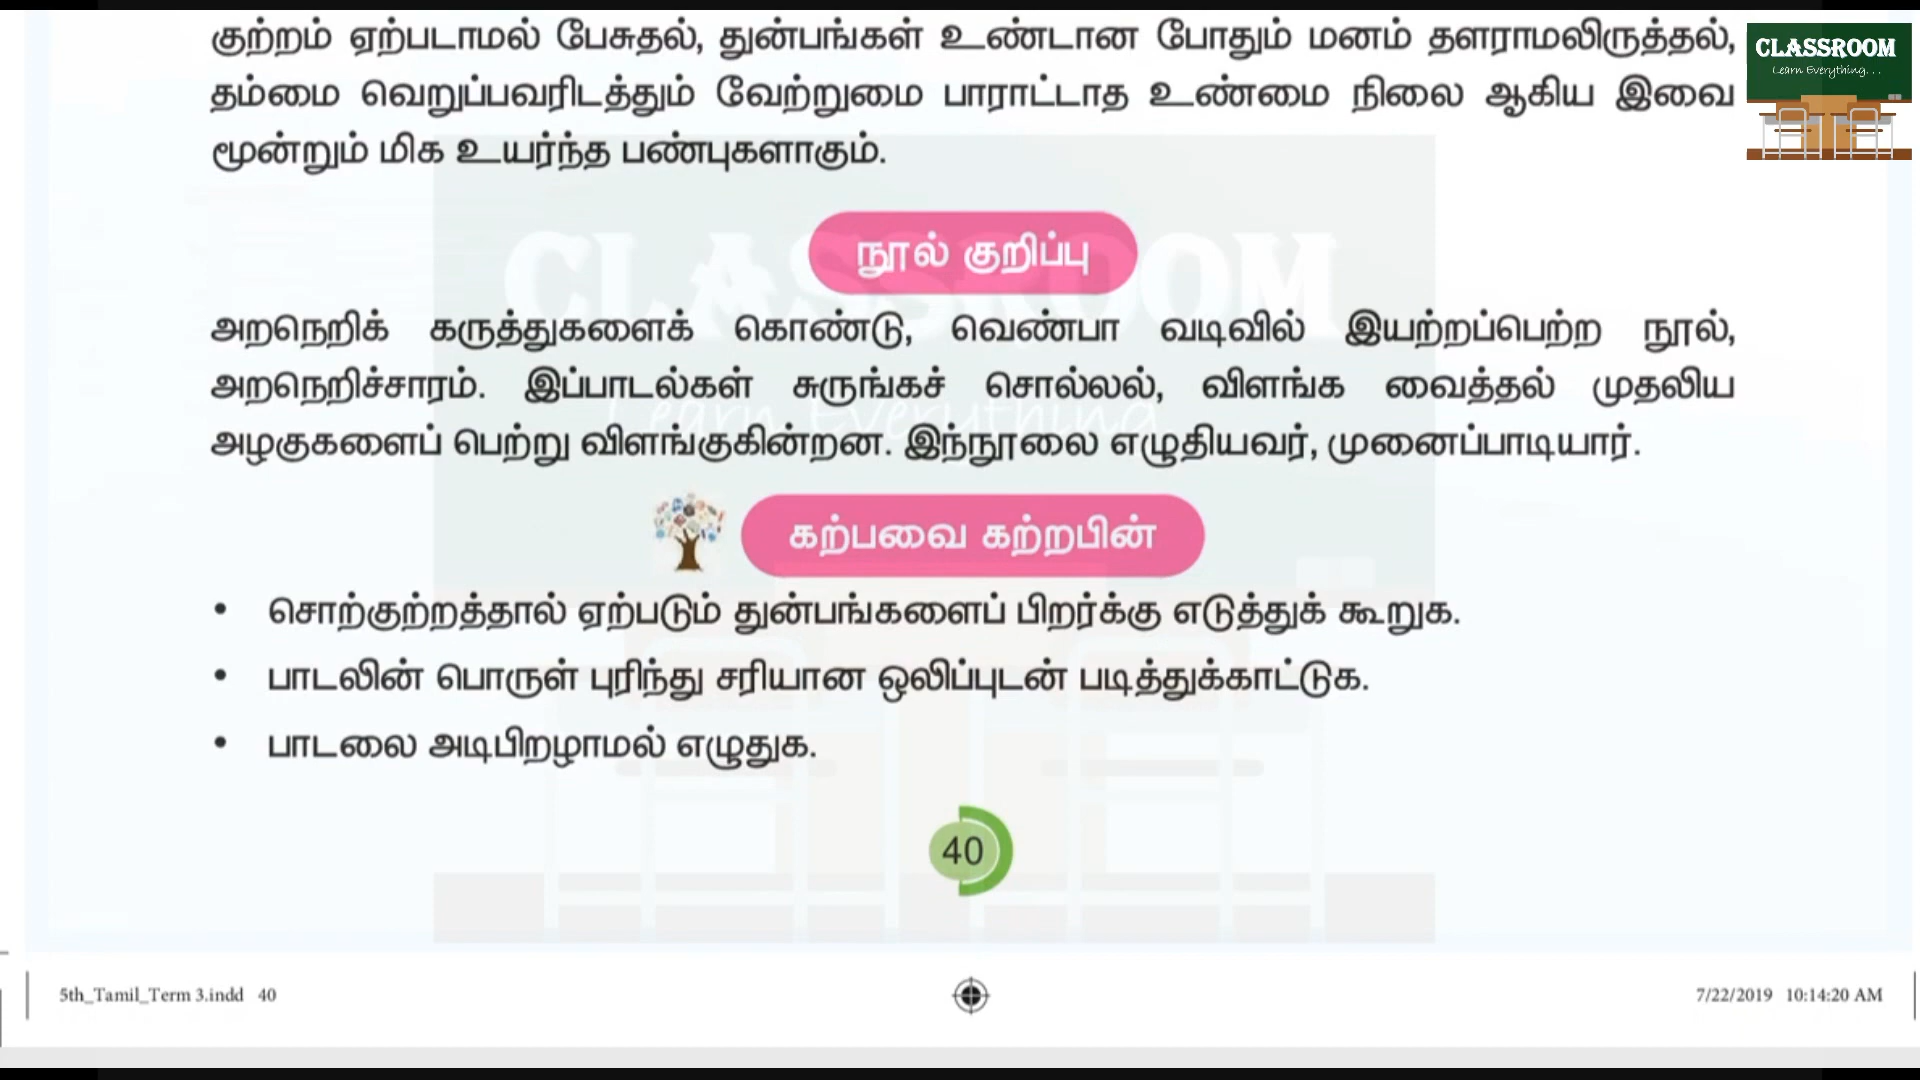 குற்றம் ஏற்படாமல் பேசுதல், துன்பங்கள் உண்டான போதும் மனம் தளராமலிருத்தல்,
தம்மை வெறுப்பவரிடத்தும் வேற்றுமை பாராட்டாத உண்மை நிலை ஆகிய இவை
மூன்றும் மிக உயர்ந்த பண்புகளாகும்.
CLASSROOM
Learn Everything...
நூல் குறிப்பு
அறநெறிக் கருத்துகளைக் கொண்டு, வெண்பா வடிவில் இயற்றப்பெற்ற நூல்,
அறநெறிச்சாரம். இப்பாடல்கள் சுருங்கச் சொல்லல், விளங்க வைத்தல் முதலிய
அழகுகளைப் பெற்று விளங்குகின்றன. இந்நூலை எழுதியவர், முனைப்பாடியார்.
CLASSROOM
Learn Everything...
கற்பவை கற்றபின்
• சொற்குற்றத்தால் ஏற்படும் துன்பங்களைப் பிறர்க்கு எடுத்துக் கூறுக.
• பாடலின் பொருள் புரிந்து சரியான ஒலிப்புடன் படித்துக்காட்டுக.
• பாடலை அடிபிறழாமல் எழுதுக.
40
5th_Tamil_Term 3.indd 40
7/22/2019 10:14:20 AM